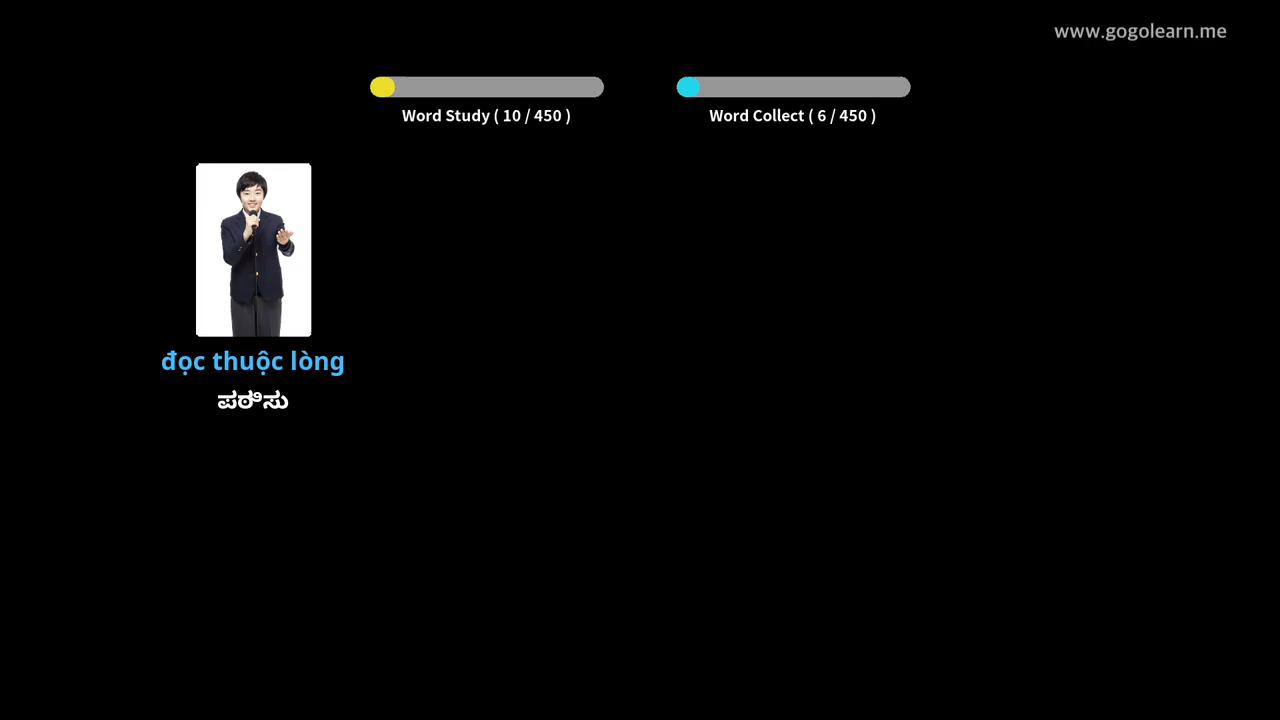 www.gogolearn.me
Word Study ( 10 / 450 )
Word Collect ( 6 / 450 )
đọc thuộc lòng
ಪಠಿಸು